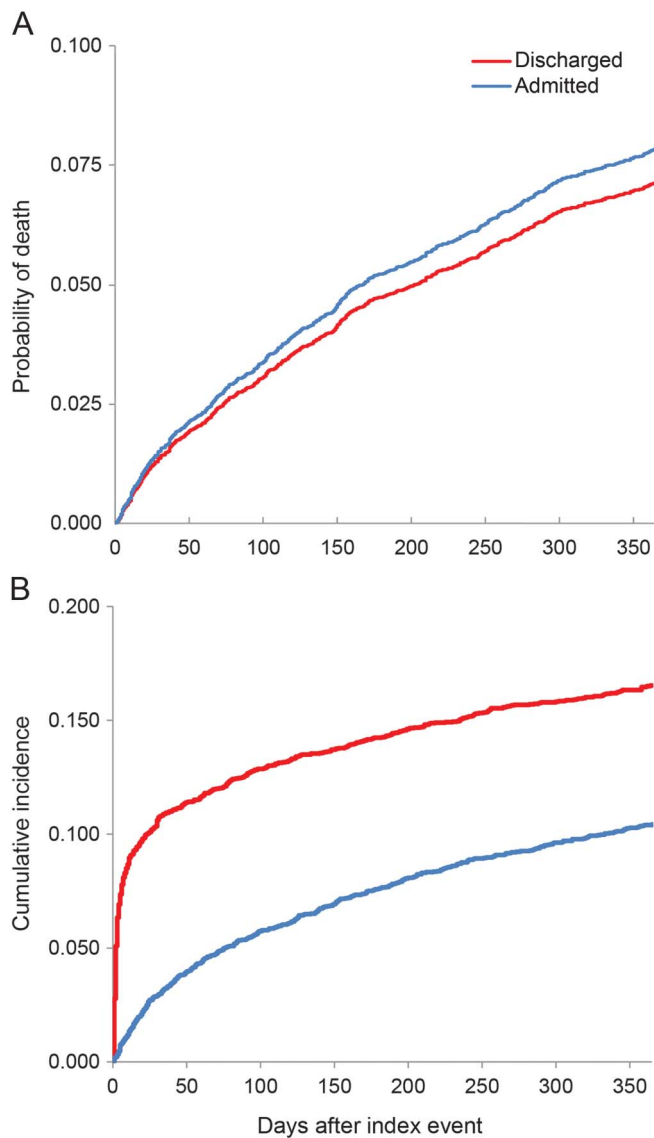 A
0.100
Discharged
Admitted
0.075
Probability of death
0.050
0.025
0.000
0 50 100 150 200 250 300 350
B
0.200
0.150
Cumulative incidence
0.100
0.050
0.000
0 50 100 150 200 250 300 350
Days after index event